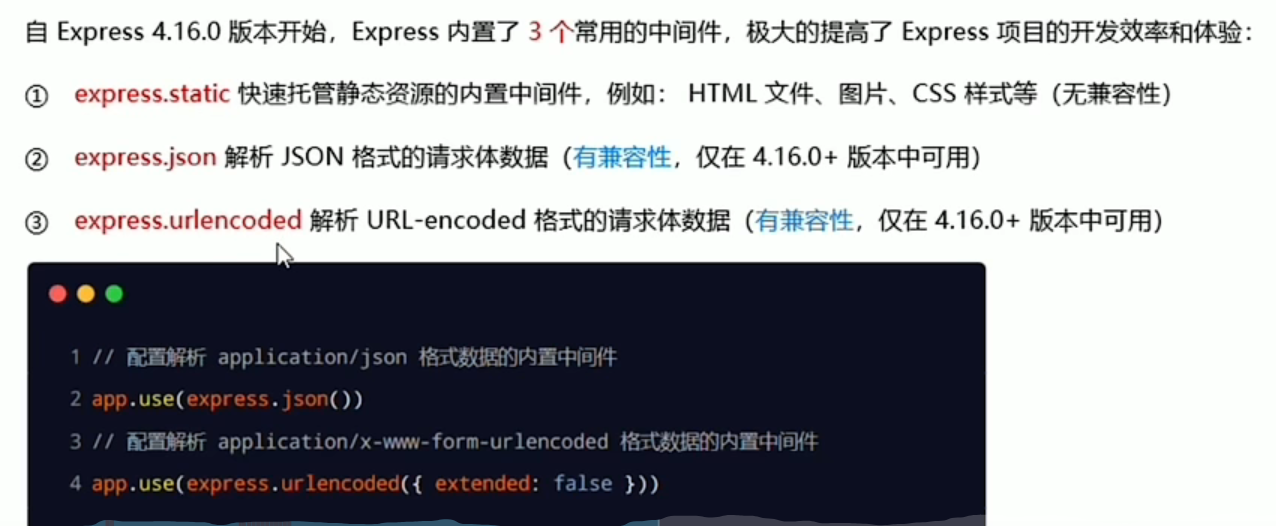 自 Express 4.16.0 版本开始，Express 内置了 3 个常用的中间件，极大的提高了 Express 项目的开发效率和体验：
① express.static 快速托管静态资源的内置中间件，例如： HTML 文件、图片、CSS 样式等（无兼容性）
② express.json 解析 JSON 格式的请求体数据（有兼容性，仅在 4.16.0+ 版本中可用）
③ express.urlencoded 解析 URL-encoded 格式的请求体数据（有兼容性，仅在 4.16.0+ 版本中可用）
1 // 配置解析 application/json 格式数据的内置中间件
2 app.use(express.json())
3 // 配置解析 application/x-www-form-urlencoded 格式数据的内置中间件
4 app.use(express.urlencoded({ extended: false }))